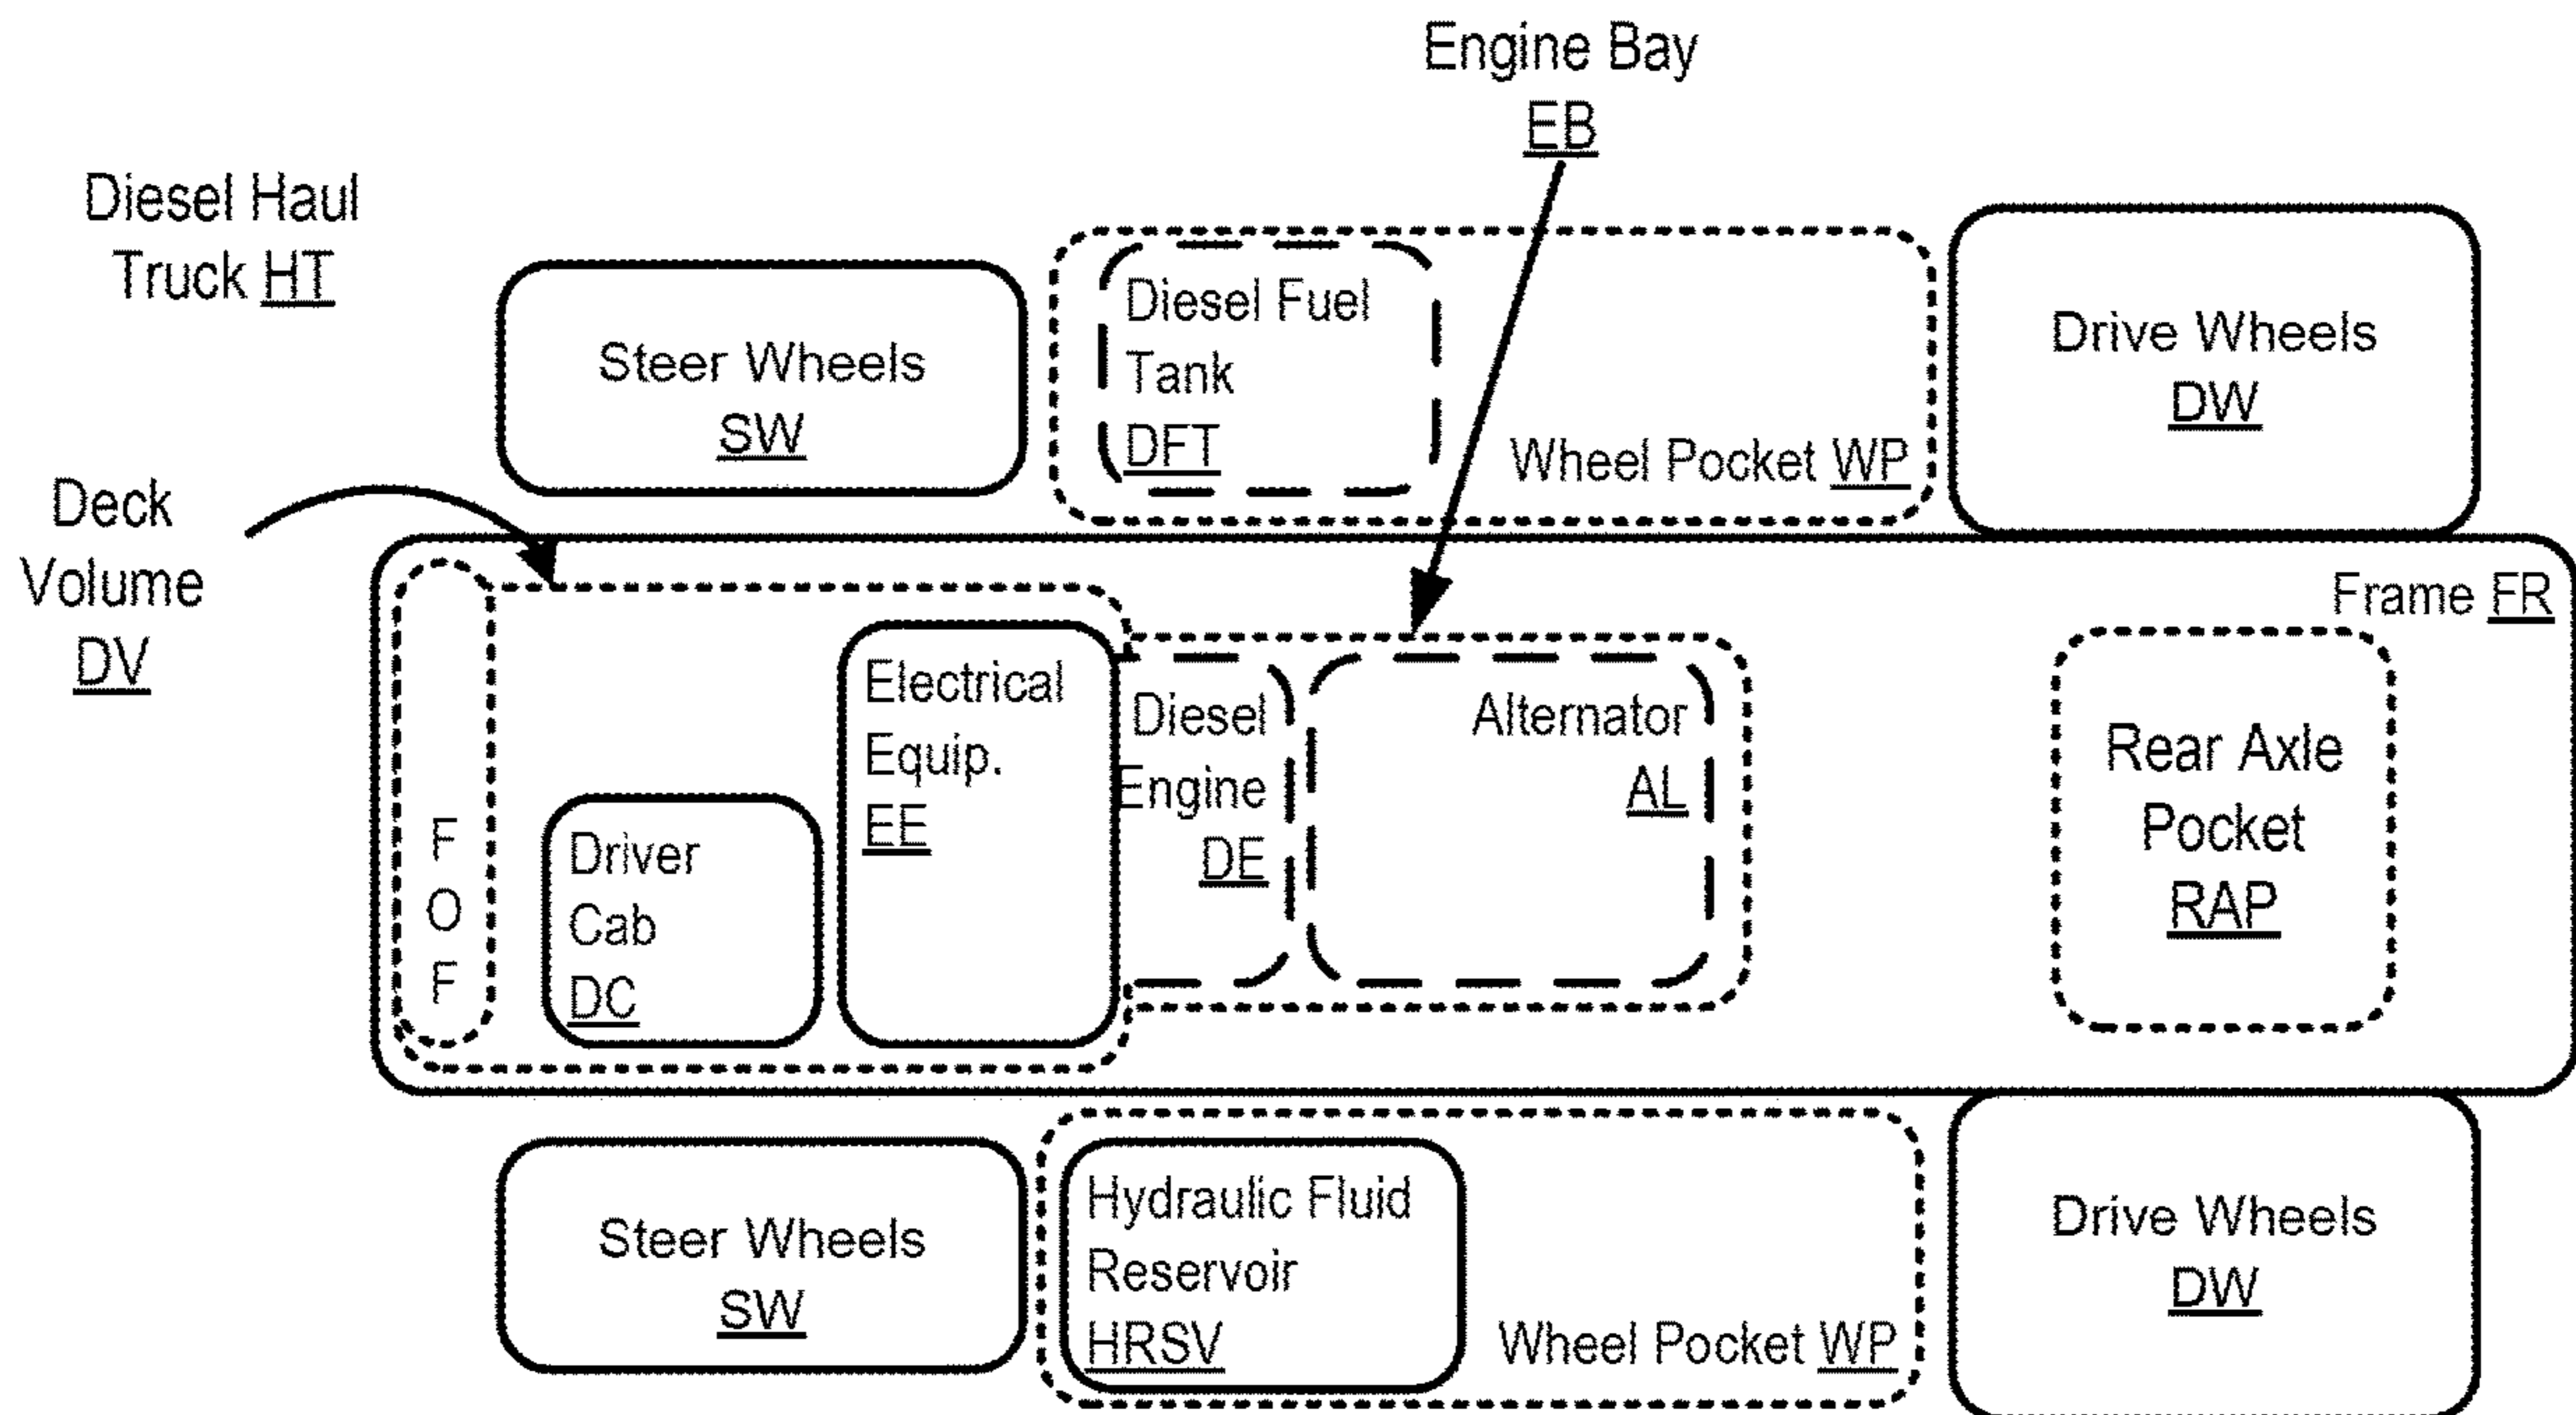 Engine Bay
EB
Diesel Haul
Truck HT
Steer Wheels
SW
Diesel Fuel
Tank
DFT
Wheel Pocket WP
Drive Wheels
DW
Deck
Volume
DV
Frame FR
F
O
F
Driver
Cab
DC
Electrical
Equip.
EE
Diesel
Engine
DE
Alternator
AL
Rear Axle
Pocket
RAP
Steer Wheels
SW
Hydraulic Fluid
Reservoir
HRSV
Wheel Pocket WP
Drive Wheels
DW